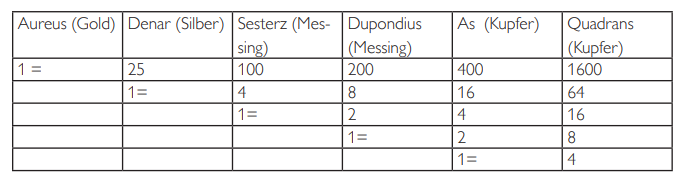 Aureus (Gold) Denar (Silber) Sesterz (Mes- Dupondius As (Kupfer) Quadrans
sing) (Messing) (Kupfer)
1 = 25 100 200 400 1600
1= 4 8 16 64
1= 2 4 16
1= 2 8
1= 4